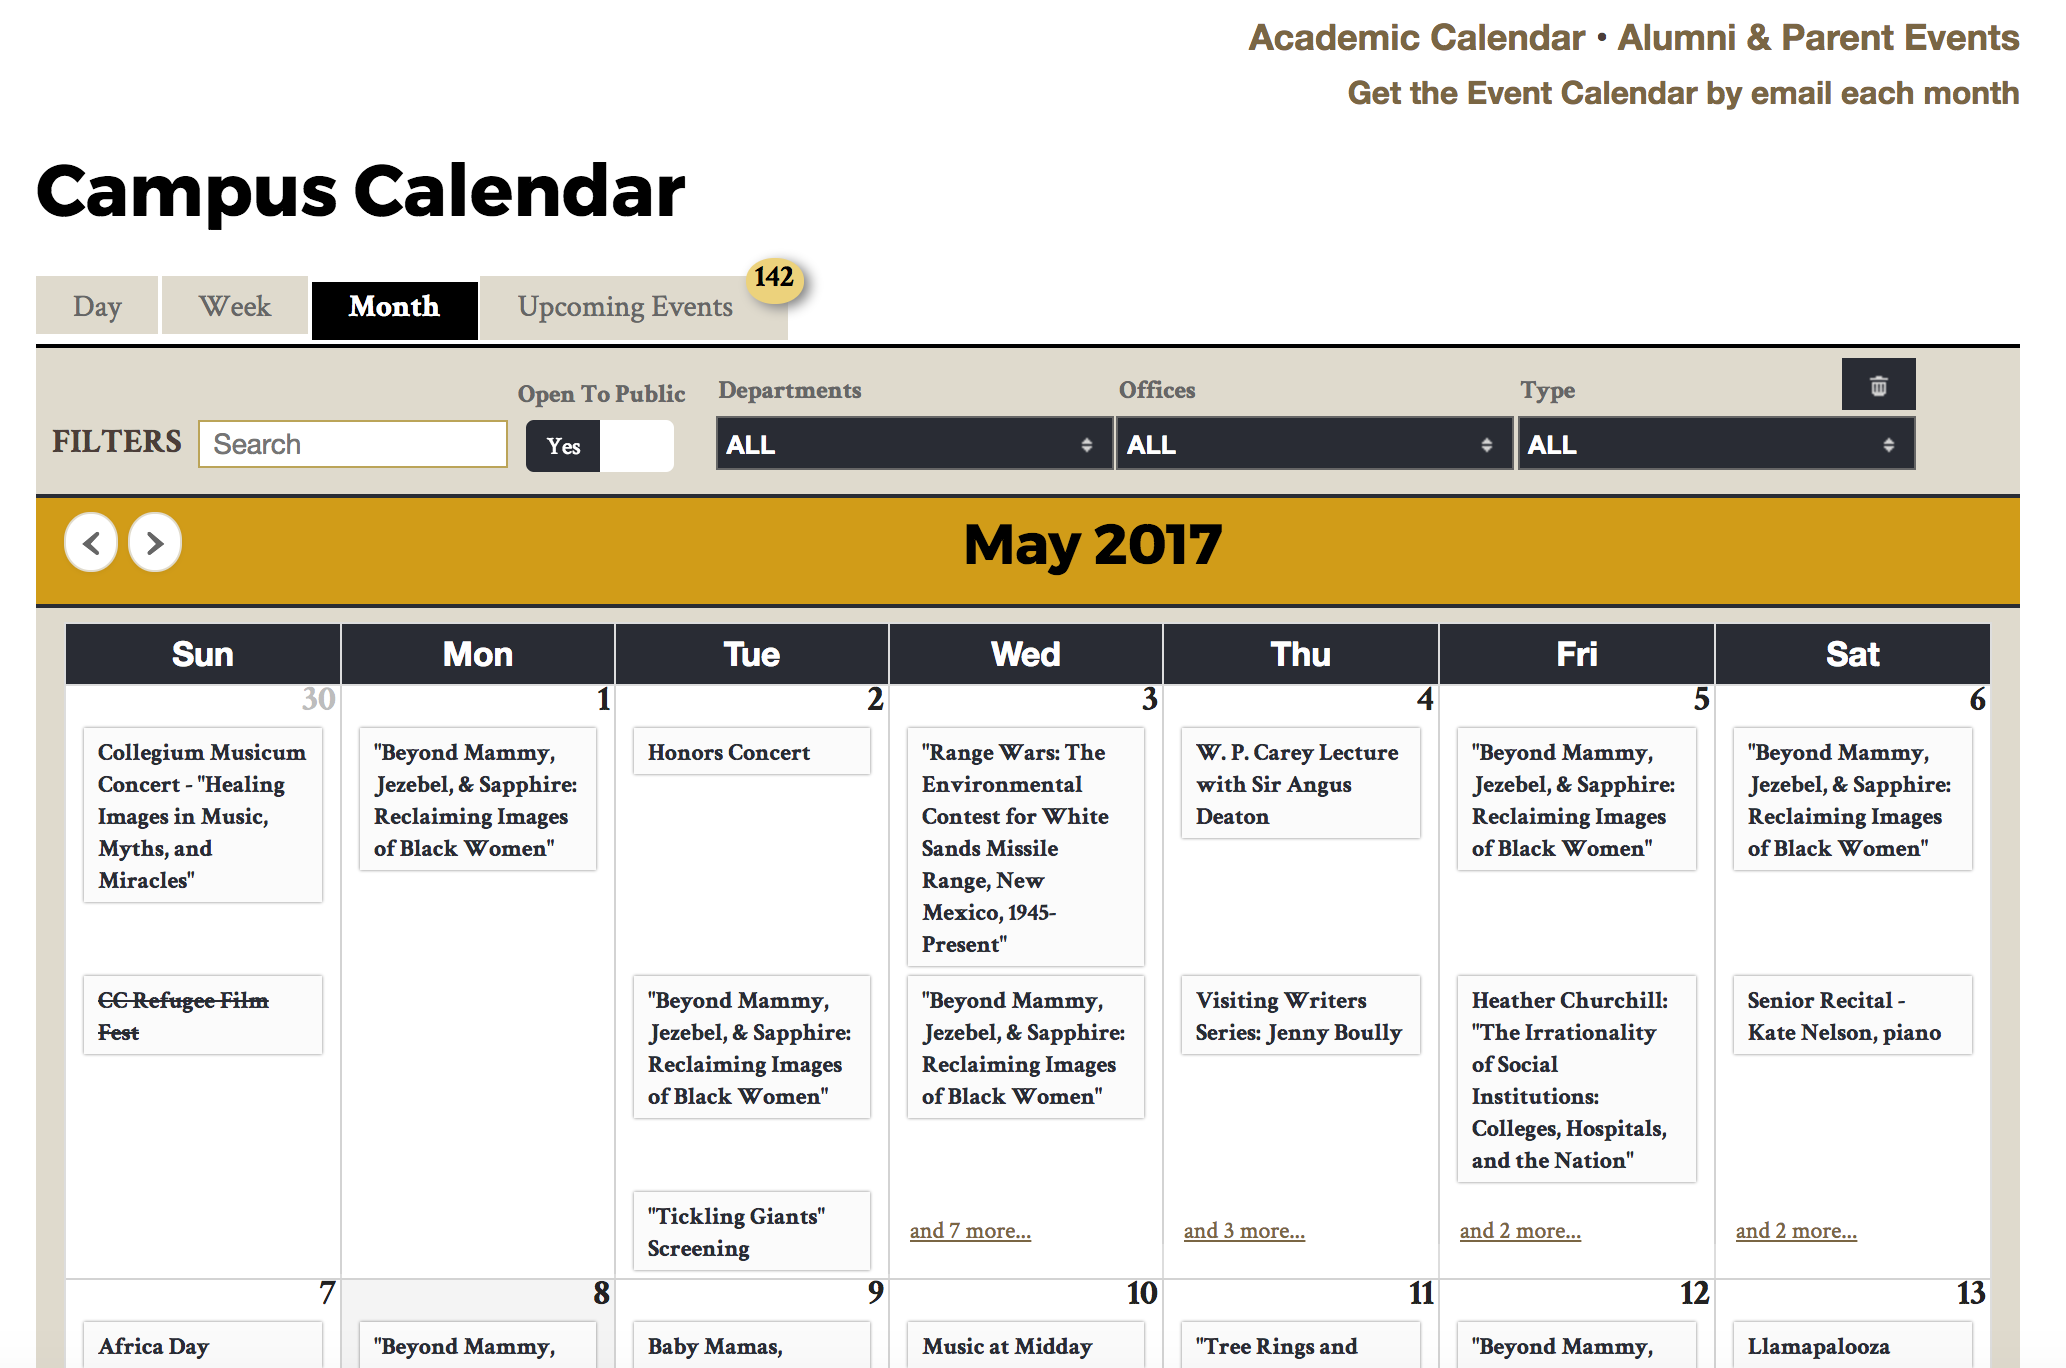 Academic Calendar • Alumni & Parent Events
Get the Event Calendar by email each month
Campus Calendar
Day
Week
Month
Upcoming Events
142
FILTERS
Search
Open To Public
Yes
Departments
ALL
Offices
ALL
Type
ALL
May 2017
Sun
Mon
Tue
Wed
Thu
Fri
Sat
30
Collegium Musicum
Concert - "Healing
Images in Music,
Myths, and
Miracles"
CC Refugee Film
Fest
1
"Beyond Mammy,
Jezebel, & Sapphire:
Reclaiming Images
of Black Women"
2
Honors Concert
"Beyond Mammy,
Jezebel, & Sapphire:
Reclaiming Images
of Black Women"
"Tickling Giants"
Screening
3
"Range Wars: The
Environmental
Contest for White
Sands Missile
Range, New
Mexico, 1945-
Present"
"Beyond Mammy,
Jezebel, & Sapphire:
Reclaiming Images
of Black Women"
and 7 more...
4
W. P. Carey Lecture
with Sir Angus
Deaton
Visiting Writers
Series: Jenny Boully
and 3 more...
5
"Beyond Mammy,
Jezebel, & Sapphire:
Reclaiming Images
of Black Women"
Heather Churchill:
"The Irrationality
of Social
Institutions:
Colleges, Hospitals,
and the Nation"
and 2 more...
6
"Beyond Mammy,
Jezebel, & Sapphire:
Reclaiming Images
of Black Women"
Senior Recital -
Kate Nelson, piano
and 2 more...
7
Africa Day
8
"Beyond Mammy,
9
Baby Mamas,
10
Music at Midday
11
"Tree Rings and
12
"Beyond Mammy,
13
Llamapalooza